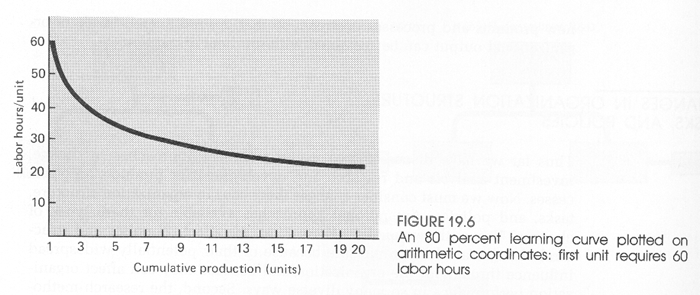 60
50
40
30
20
10
Labor hours/unit
1 3 5 7 9 11 13 15 17 19 20
Cumulative production (units)
FIGURE 19.6
An 80 percent learning curve plotted on
arithmetic coordinates: first unit requires 60
labor hours